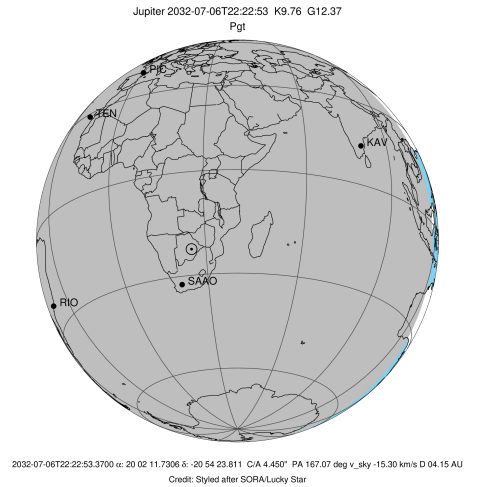 Jupiter 2032-07-06T22:22:53 K9.76 G12.37
Pgt
PIC
TEN
KAV
SAAO
RIO
2032-07-06T22:22:53.3700 α: 20 02 11.7306 δ: -20 54 23.811 C/A 4.450" PA 167.07 deg v_sky -15.30 km/s D 04.15 AU
Credit: Styled after SORA/Lucky Star